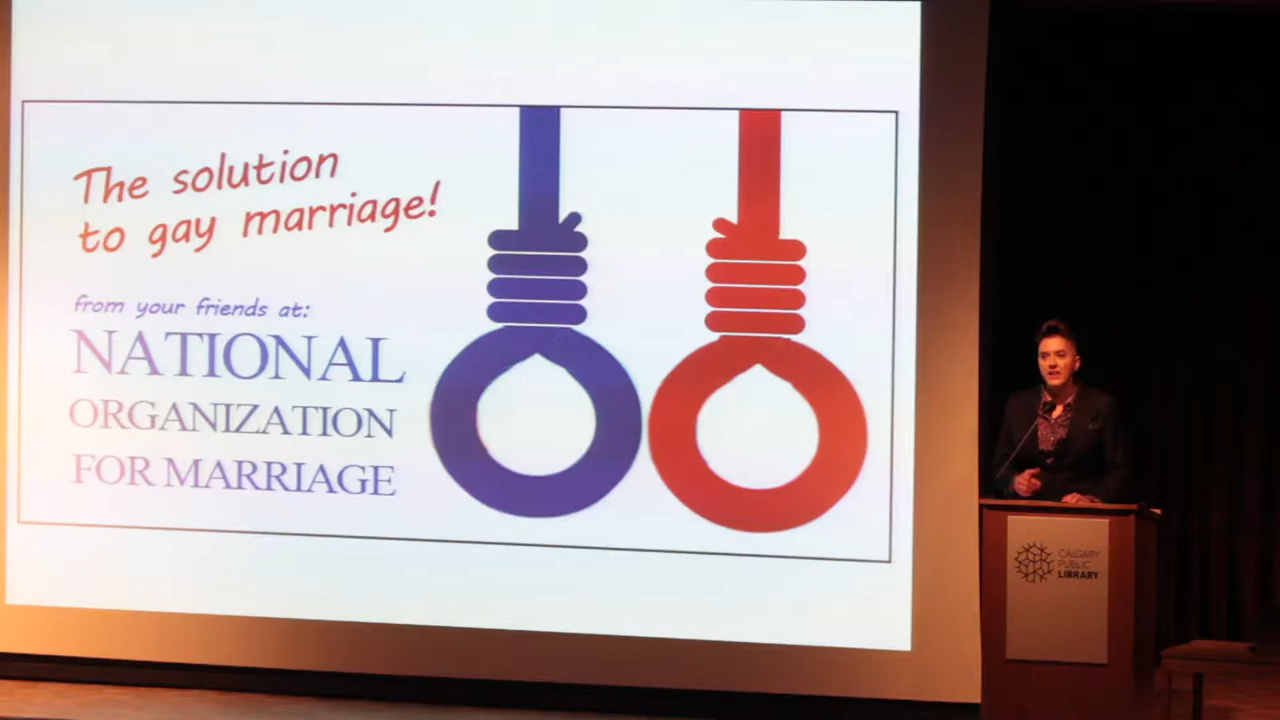 The solution
to gay marriage!
from your friends at:
NATIONAL
ORGANIZATION
FOR MARRIAGE
CALGARY
PUBLIC
LIBRARY